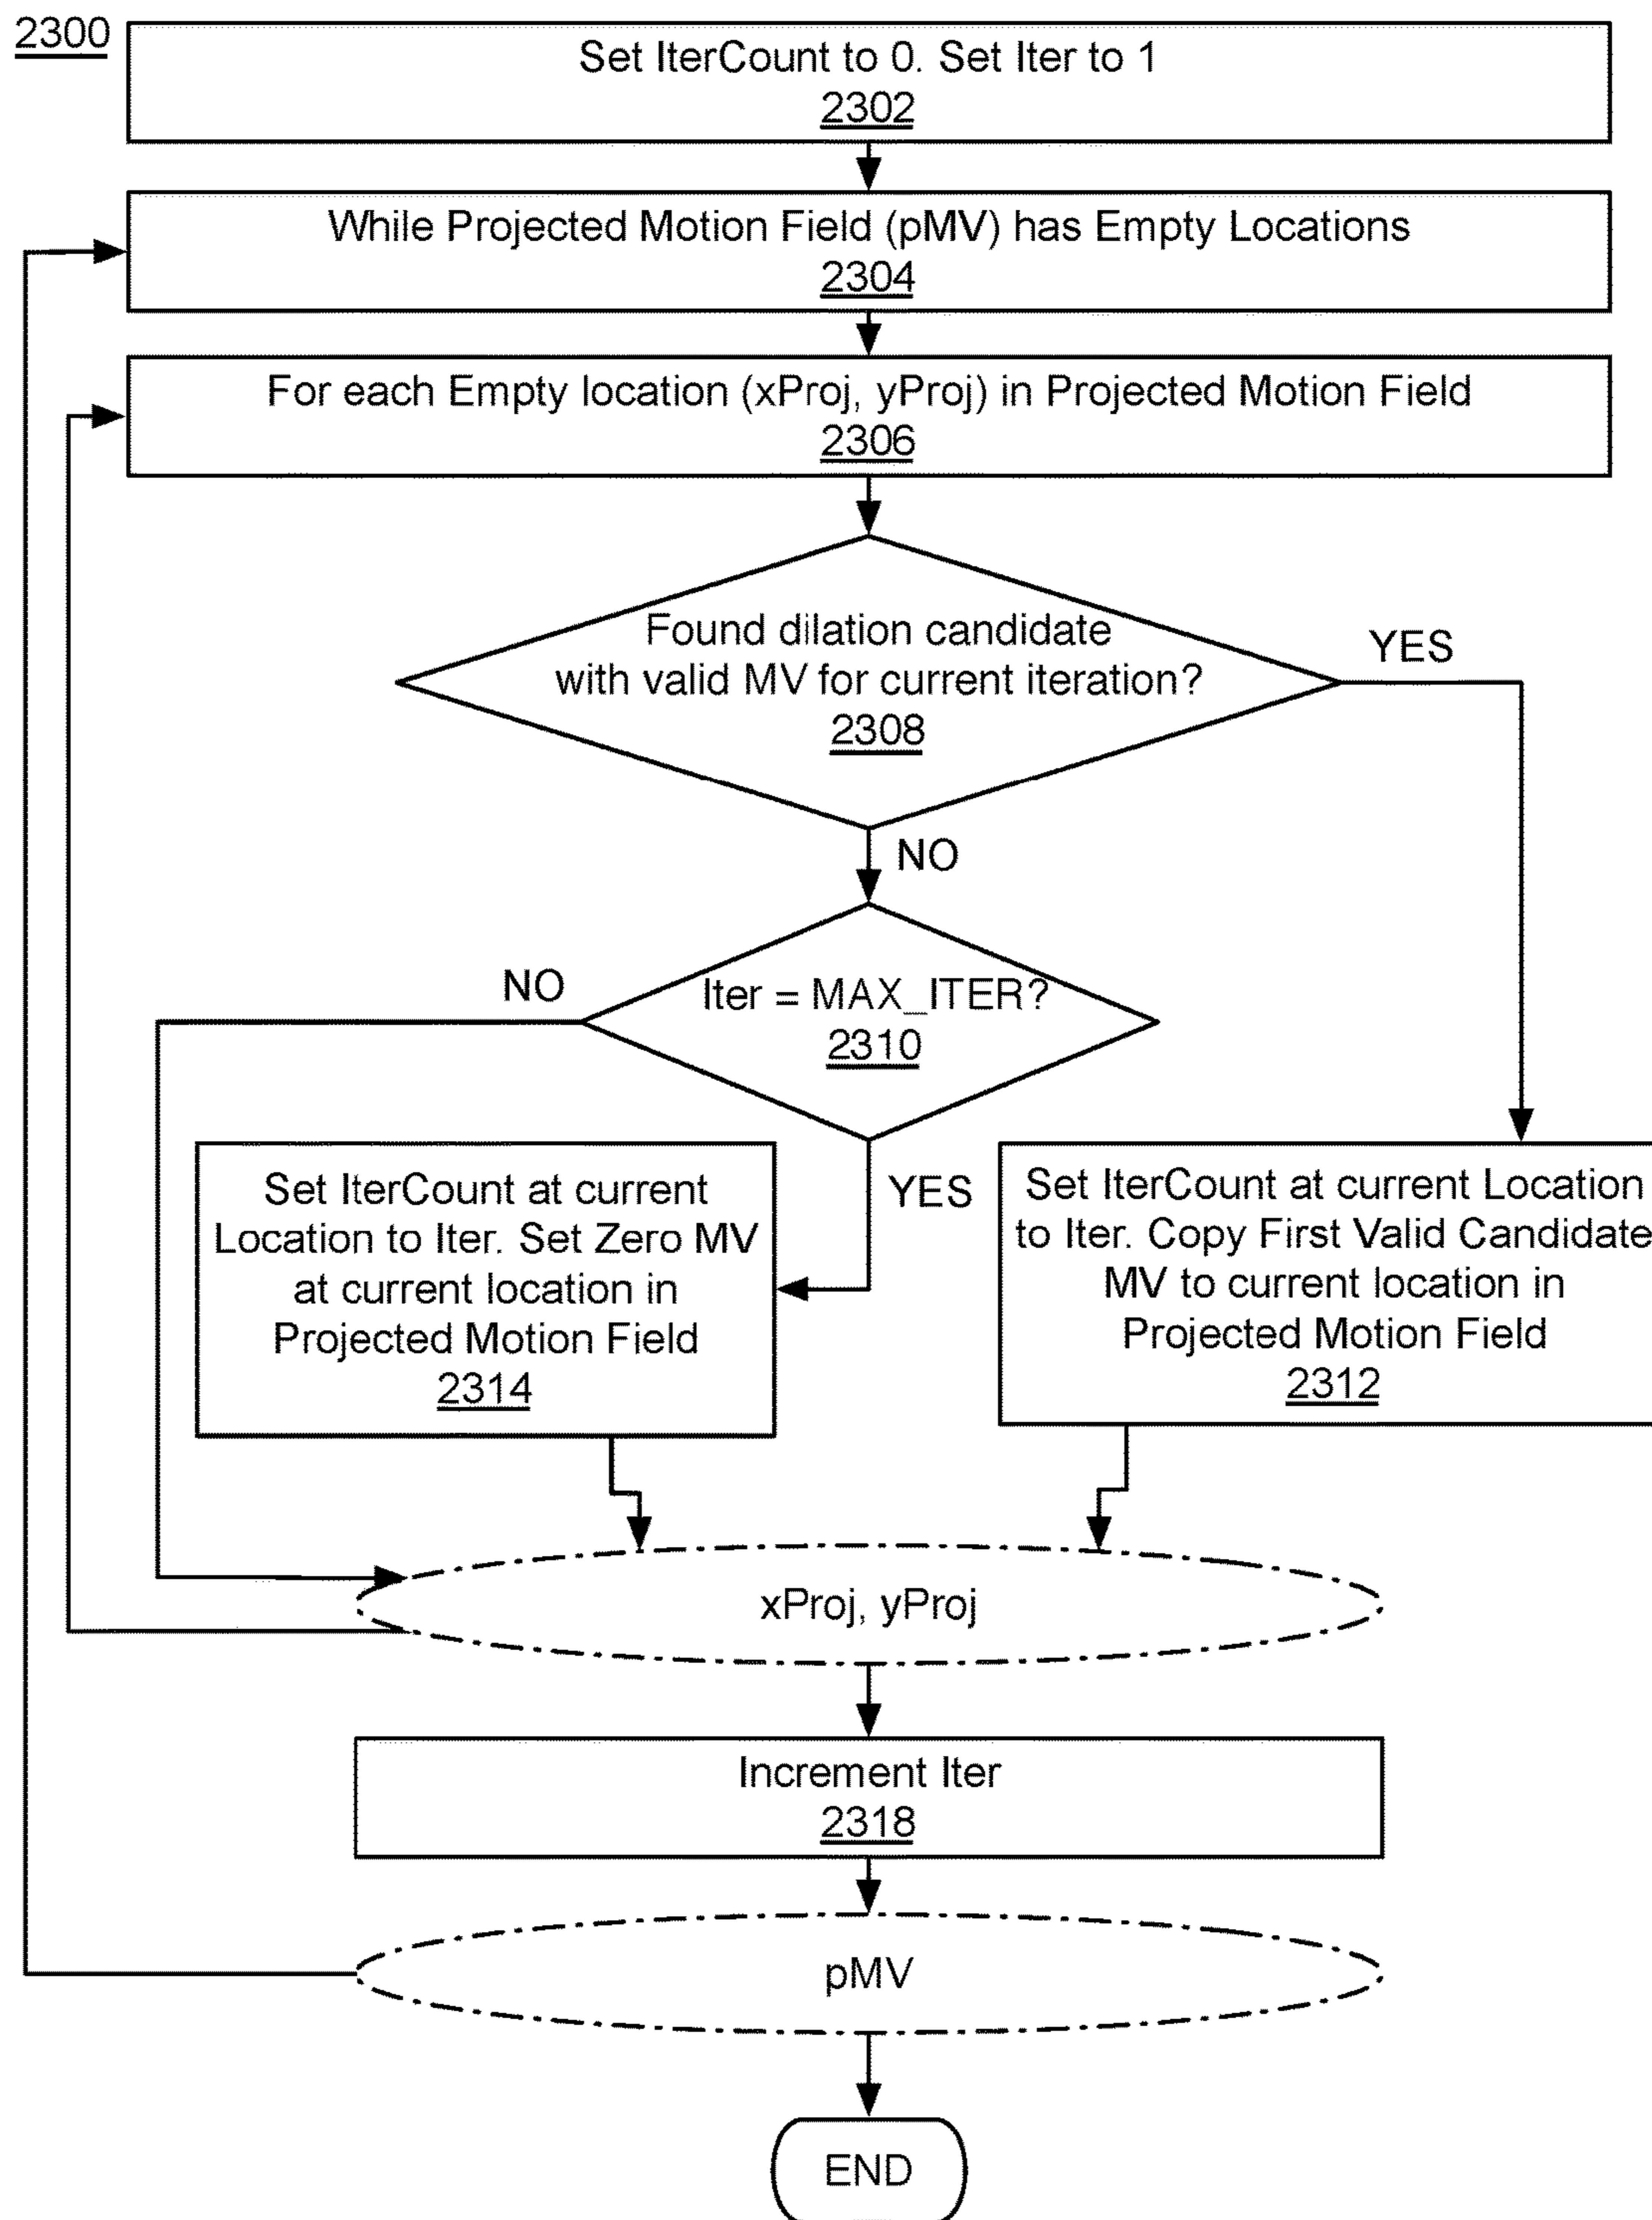 2300
Set IterCount to 0. Set Iter to 1
2302
While Projected Motion Field (pMV) has Empty Locations
2304
For each Empty location (xProj, yProj) in Projected Motion Field
2306
Found dilation candidate
with valid MV for current iteration?
2308
YES
NO
Iter = MAX_ITER?
2310
NO
YES
Set IterCount at current
Location to Iter. Set Zero MV
at current location in
Projected Motion Field
2314
Set IterCount at current Location
to Iter. Copy First Valid Candidate
MV to current location in
Projected Motion Field
2312
xProj, yProj
Increment Iter
2318
pMV
END